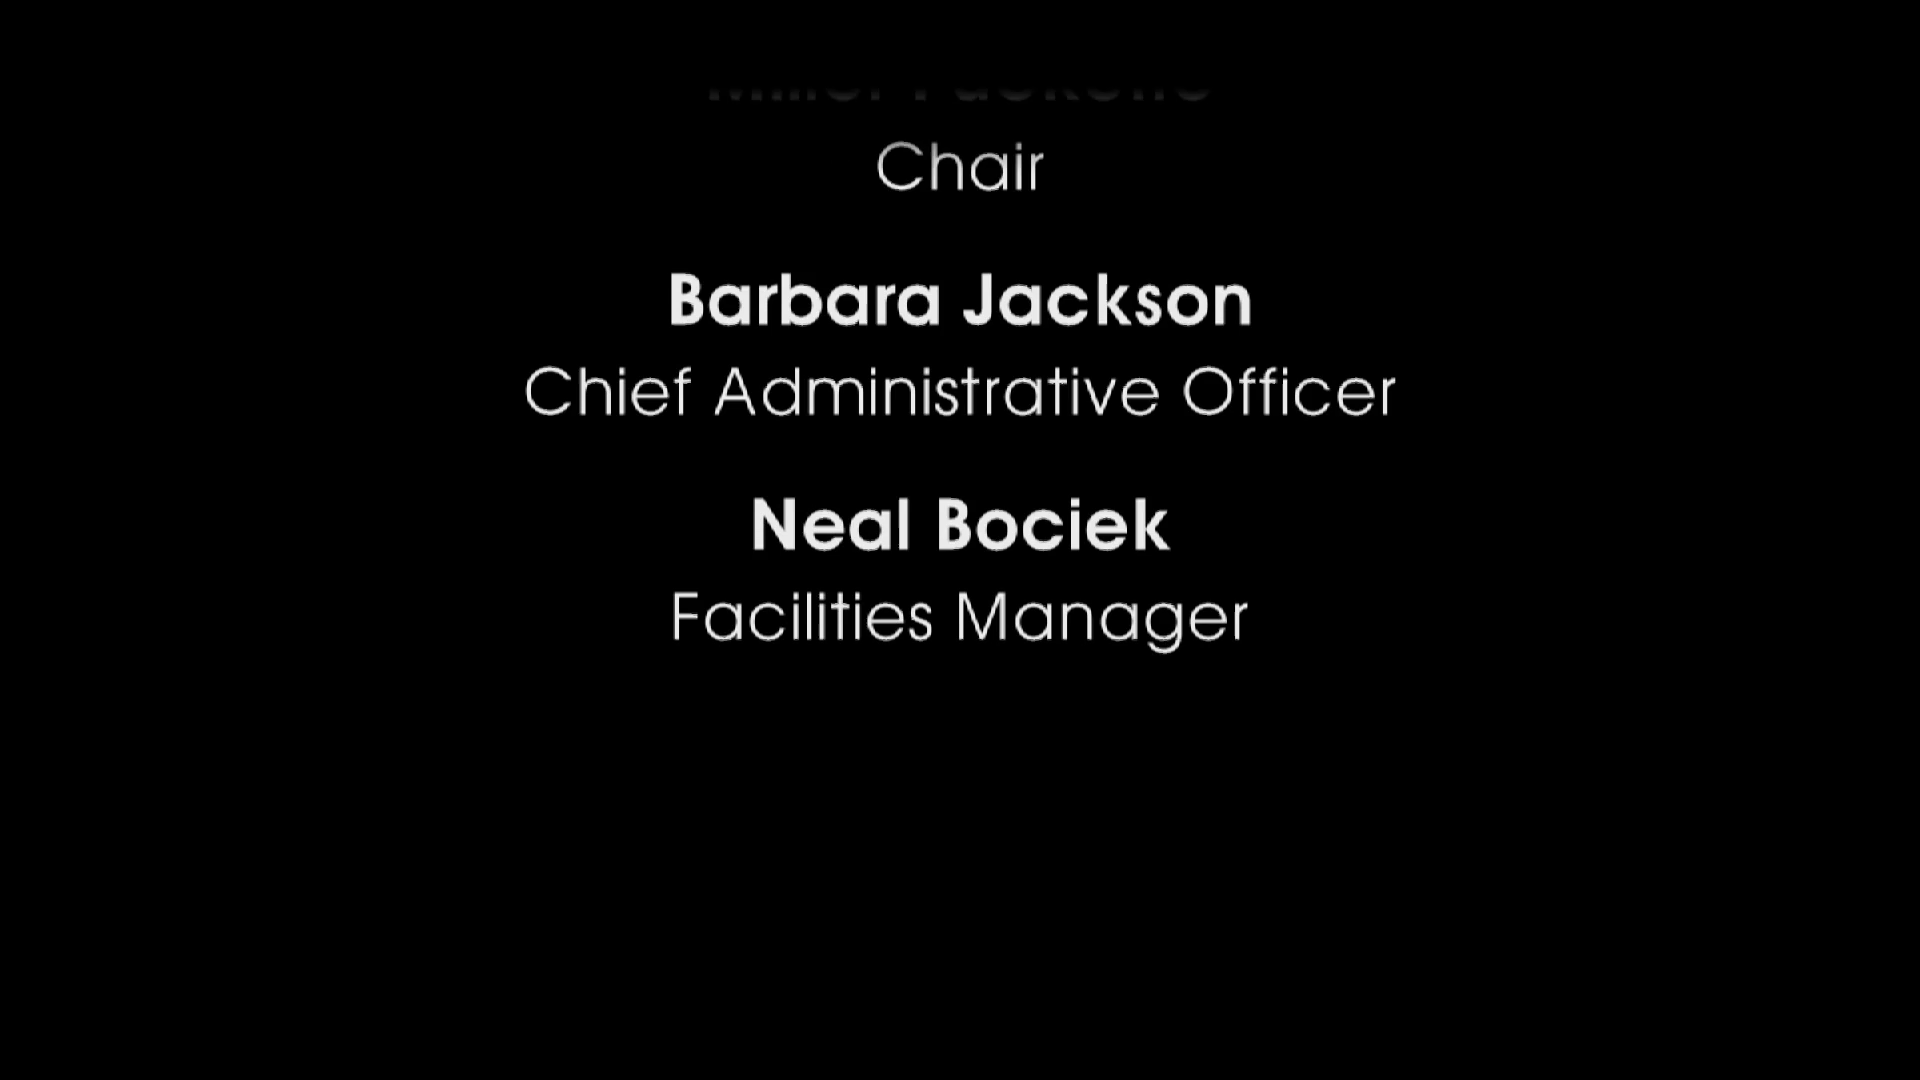 Chair
Barbara Jackson
Chief Administrative Officer
Neal Bociek
Facilities Manager